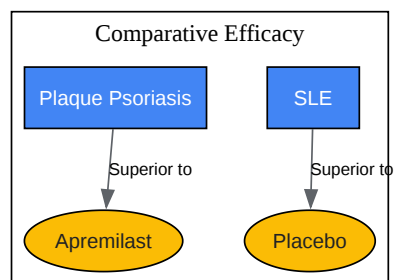 Comparative Efficacy
Plaque Psoriasis
SLE
Superior to
Superior to
Apremilast
Placebo